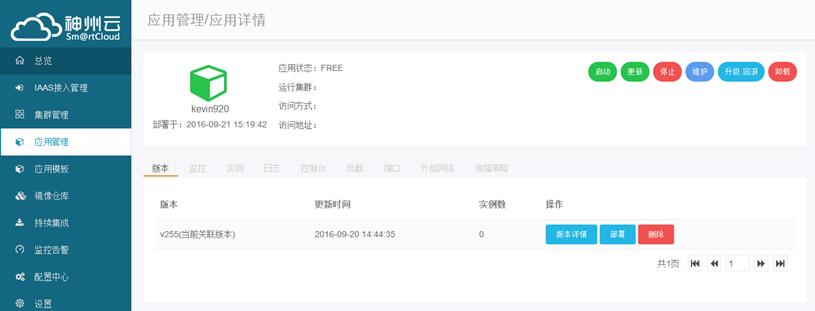 神州云
Sm@rtCloud
总览
IAAS接入管理
集群管理
应用管理
应用模板
镜像仓库
持续集成
监控告警
配置中心
设置
应用管理/应用详情
kevin920
部署于：2016-09-21 15:19:42
应用状态：FREE
运行集群：
访问方式：
访问地址：
启动 更新 停止 维护 升级,回滚 卸载
版本 监控 实例 日志 控制台 负载 端口 外部网络 伸缩策略
版本 更新时间 实例数 操作
v255(当前关联版本) 2016-09-20 14:44:35 0 版本详情 部署 删除
共1页 1